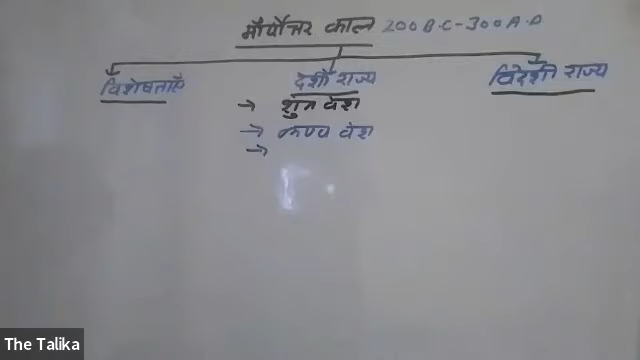 मौर्योत्तर काल 200 B.C - 300 A.D
विशेषताएँ
देशी राज्य
विदेशी राज्य
→ शुंग वंश
→ कण्व वंश
→
The Talika